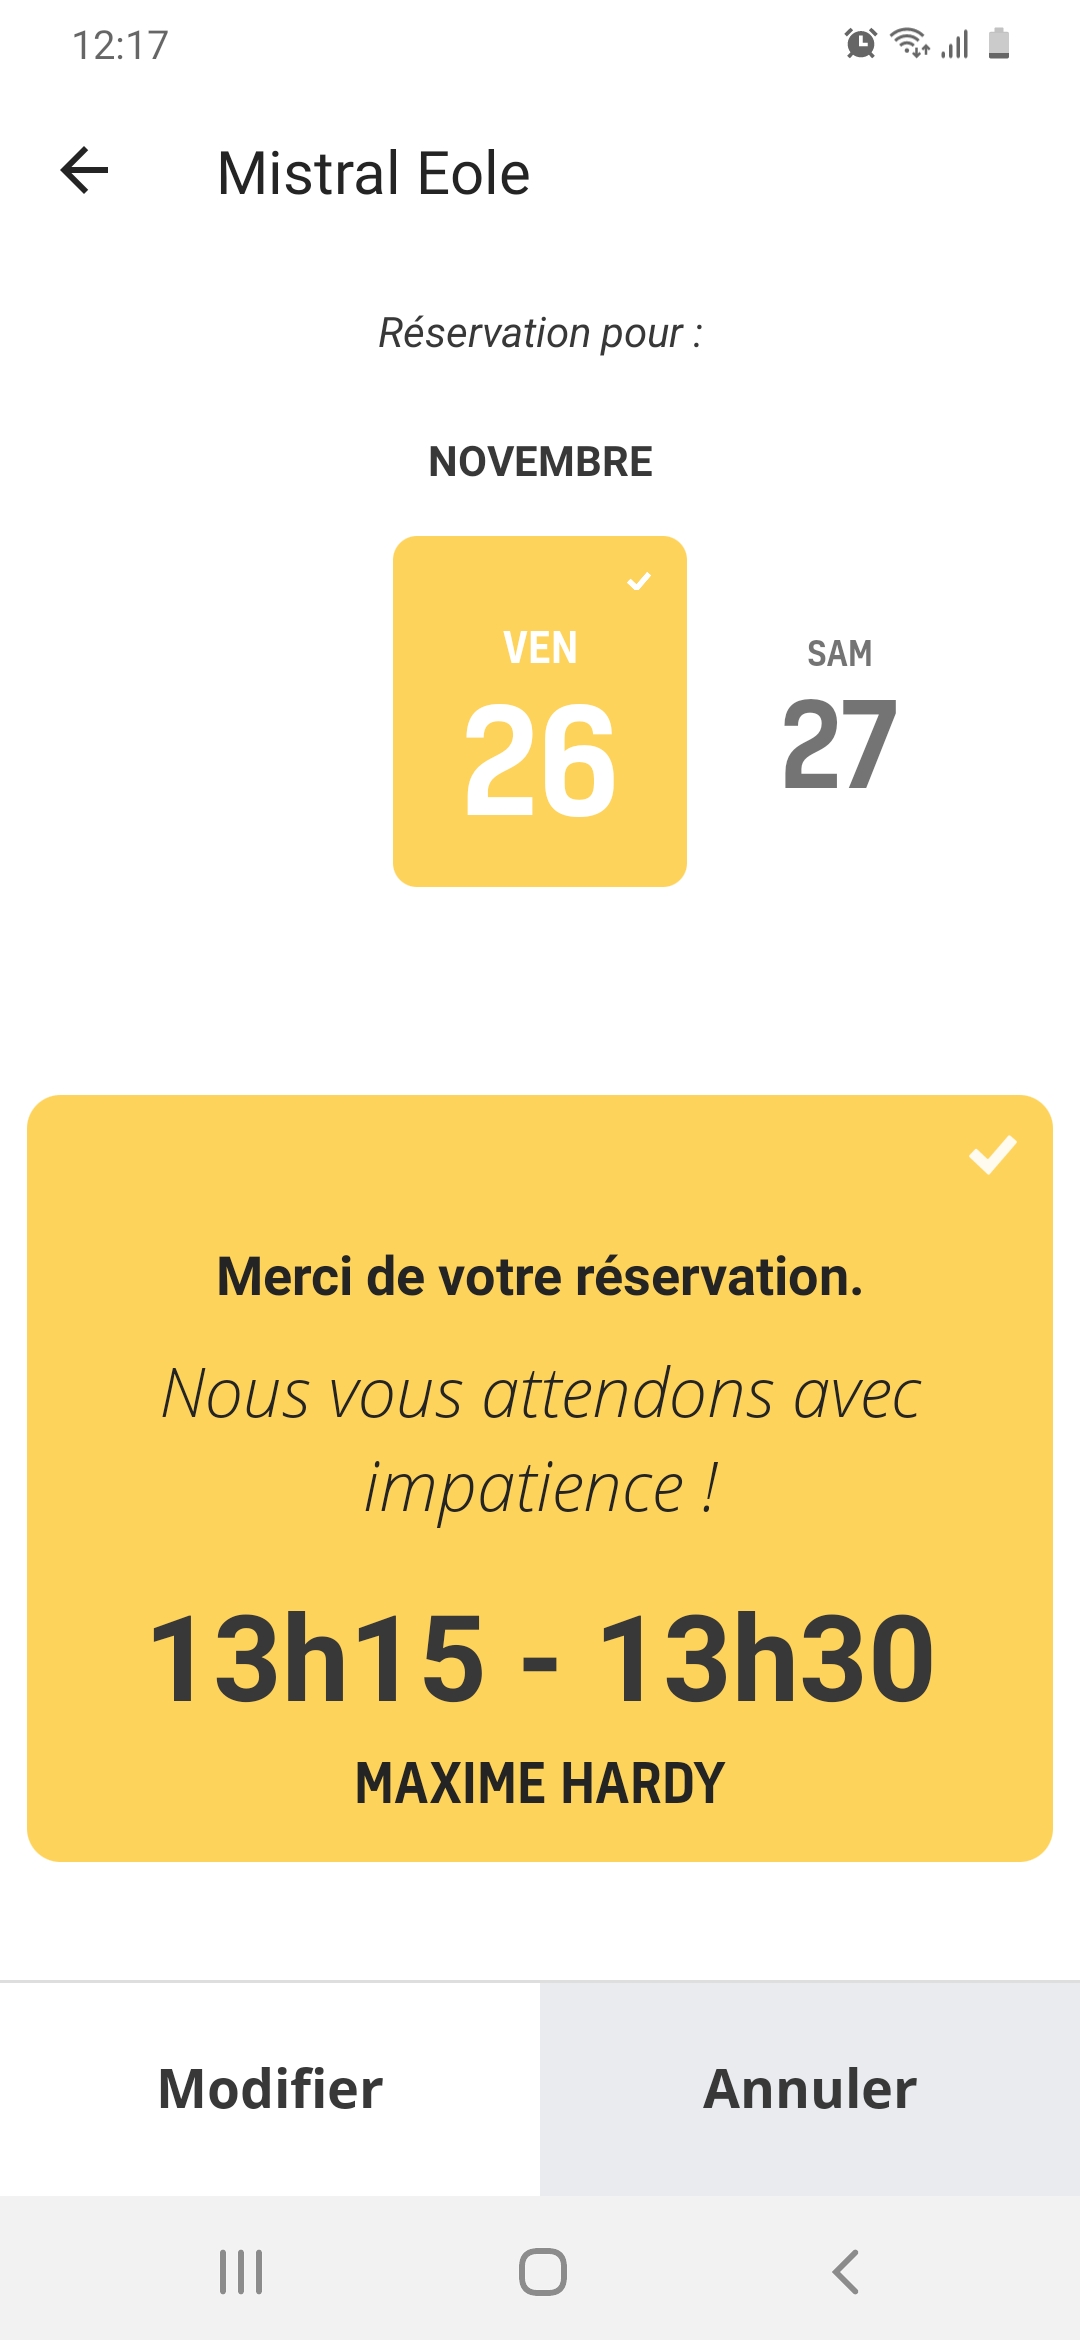 12:17
Mistral Eole
Réservation pour :
NOVEMBRE
VEN
26
SAM
27
Merci de votre réservation.
Nous vous attendons avec
impatience !
13h15 - 13h30
MAXIME HARDY
Modifier
Annuler